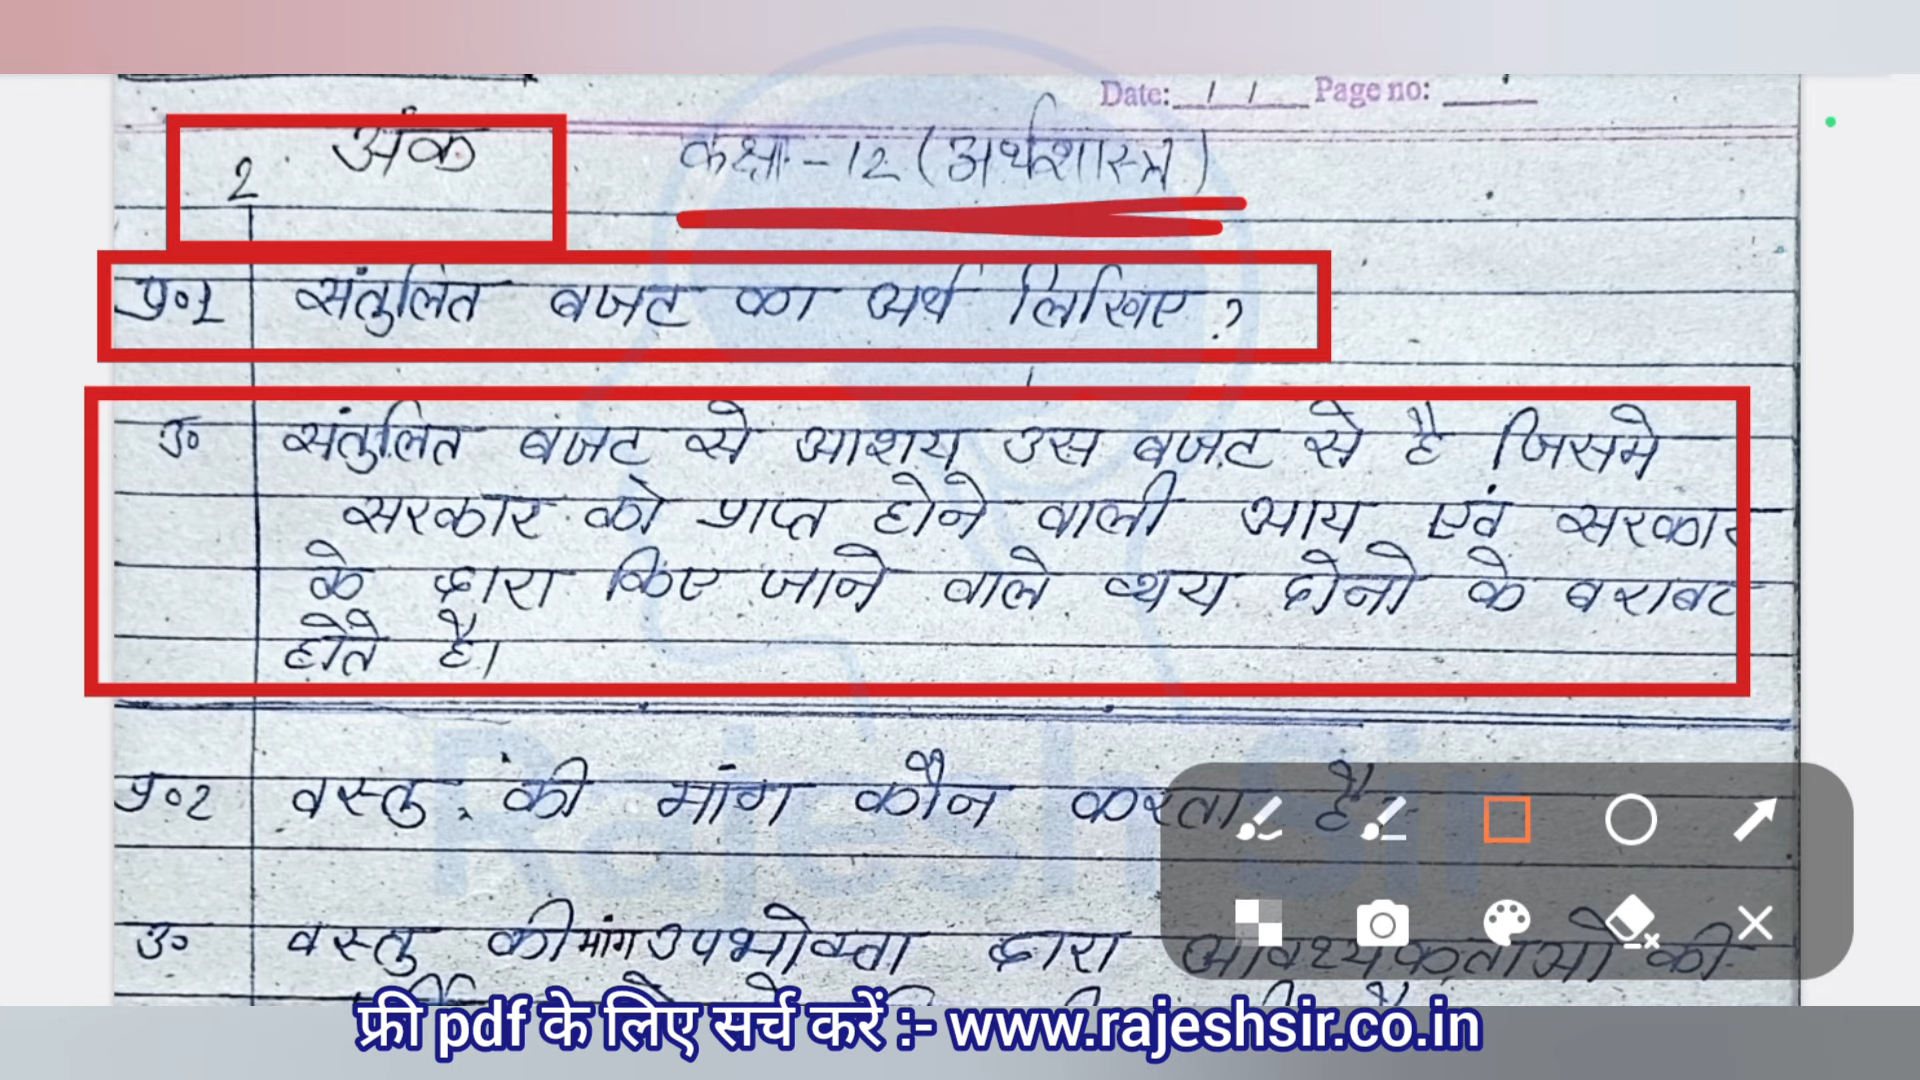 Date: / / Page no:
2 अंक
कक्षा - 12 (अर्थशास्त्र)
प्र०1 संतुलित बजट का अर्थ लिखिए ?
उ० संतुलित बजट से आशय उस बजट से है जिसमे
सरकार को प्राप्त होने वाली आय एवं सरकार
के द्वारा किए जाने वाले व्यय दोनो के बराबर
होते है।
प्र०2 वस्तु की मांग कौन करता है?
उ० वस्तु की मांग उपभोक्ता द्वारा आवश्यकताओ की
Rajesh Sir
फ्री pdf के लिए सर्च करें :- www.rajeshsir.co.in